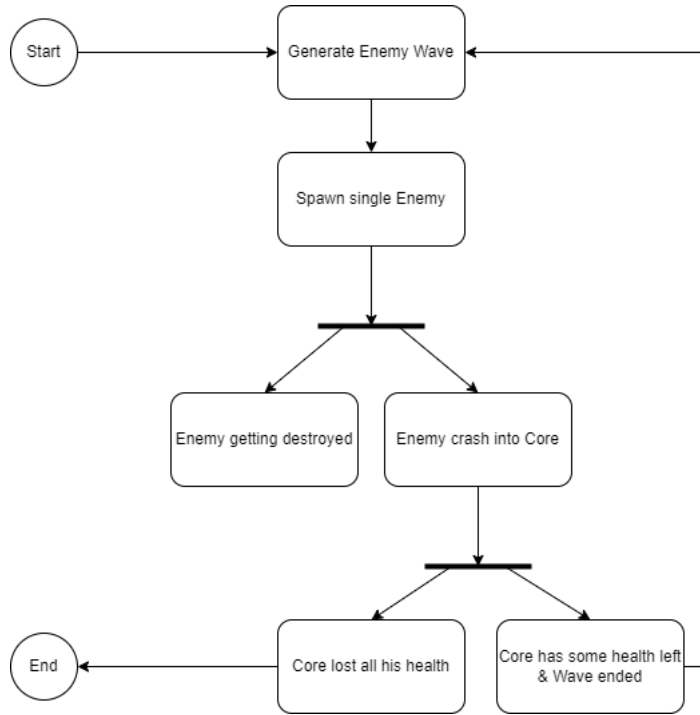 Start
Generate Enemy Wave
Spawn single Enemy
Enemy getting destroyed
Enemy crash into Core
End
Core lost all his health
Core has some health left
& Wave ended